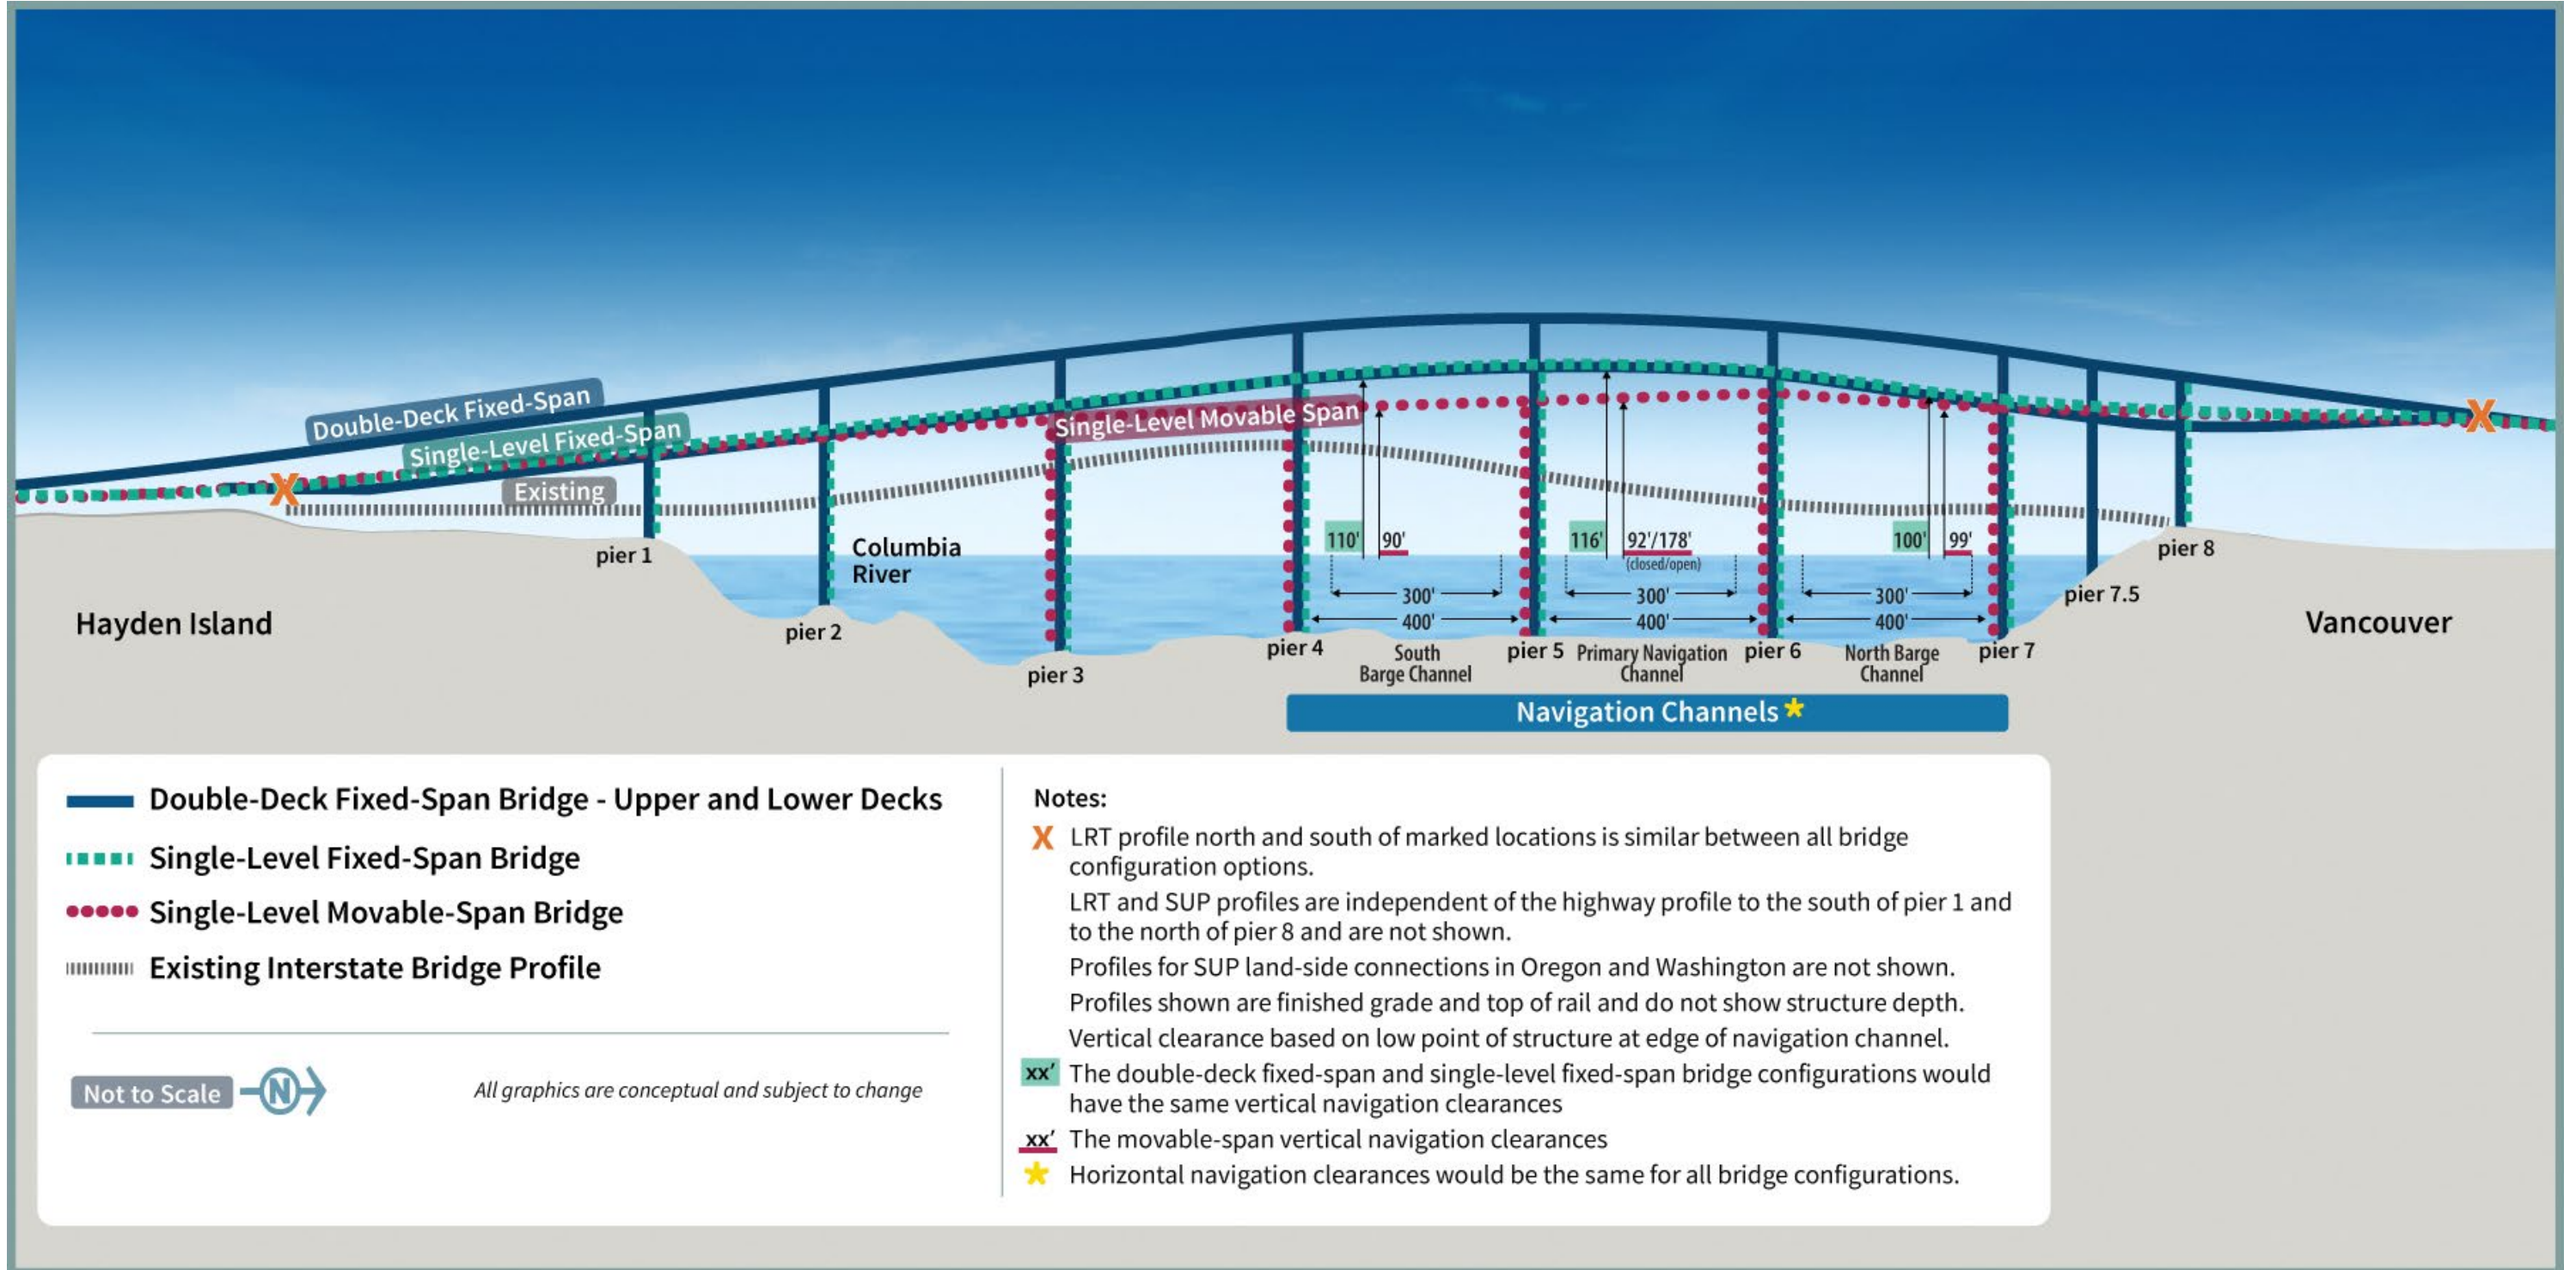 Double-Deck Fixed-Span
Single-Level Fixed-Span
Single-Level Movable Span
X
X
Existing
110'
90'
116'
92'/178'
(closed/open)
100'
99'
Columbia
River
pier 1
pier 8
300'
300'
300'
pier 7.5
400'
400'
400'
Hayden Island
Vancouver
pier 2
pier 3
pier 4
South
Barge Channel
pier 5
Primary Navigation
Channel
pier 6
North Barge
Channel
pier 7
Navigation Channels*
Double-Deck Fixed-Span Bridge - Upper and Lower Decks
Single-Level Fixed-Span Bridge
Single-Level Movable-Span Bridge
Existing Interstate Bridge Profile
Not to Scale
N
All graphics are conceptual and subject to change
Notes:
X LRT profile north and south of marked locations is similar between all bridge
configuration options.
LRT and SUP profiles are independent of the highway profile to the south of pier 1 and
to the north of pier 8 and are not shown.
Profiles for SUP land-side connections in Oregon and Washington are not shown.
Profiles shown are finished grade and top of rail and do not show structure depth.
Vertical clearance based on low point of structure at edge of navigation channel.
xx' The double-deck fixed-span and single-level fixed-span bridge configurations would
have the same vertical navigation clearances
xx' The movable-span vertical navigation clearances
* Horizontal navigation clearances would be the same for all bridge configurations.